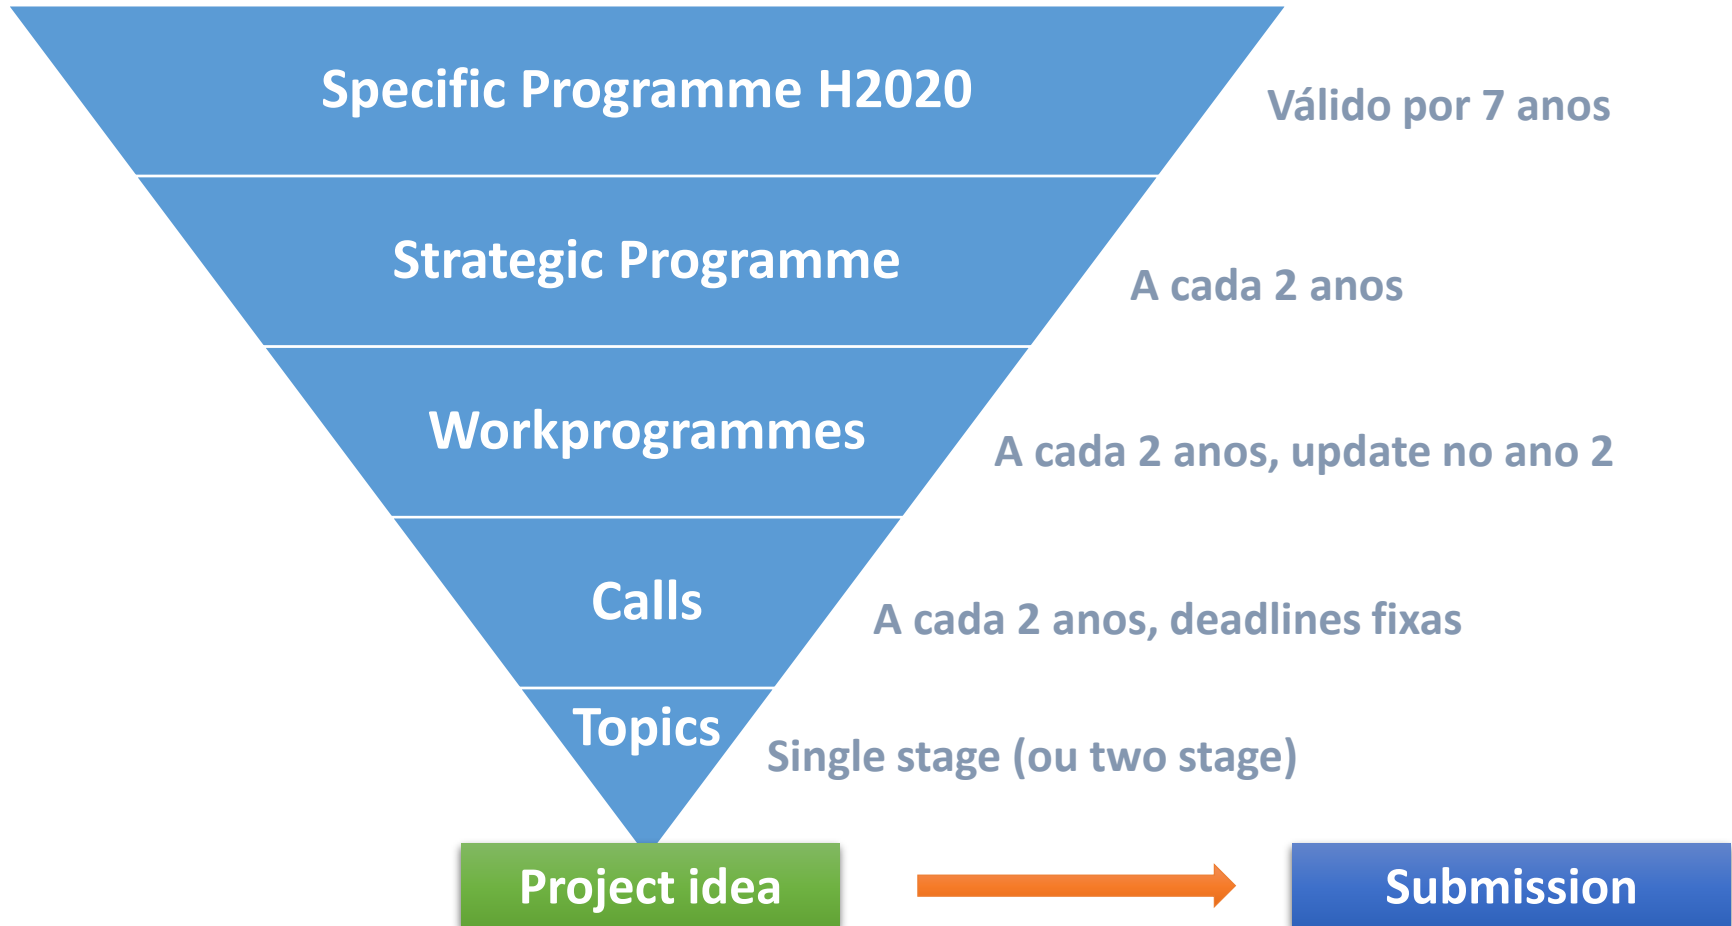 Specific Programme H2020
Válido por 7 anos
Strategic Programme
A cada 2 anos
Workprogrammes
A cada 2 anos, update no ano 2
Calls
A cada 2 anos, deadlines fixas
Topics
Single stage (ou two stage)
Project idea
Submission